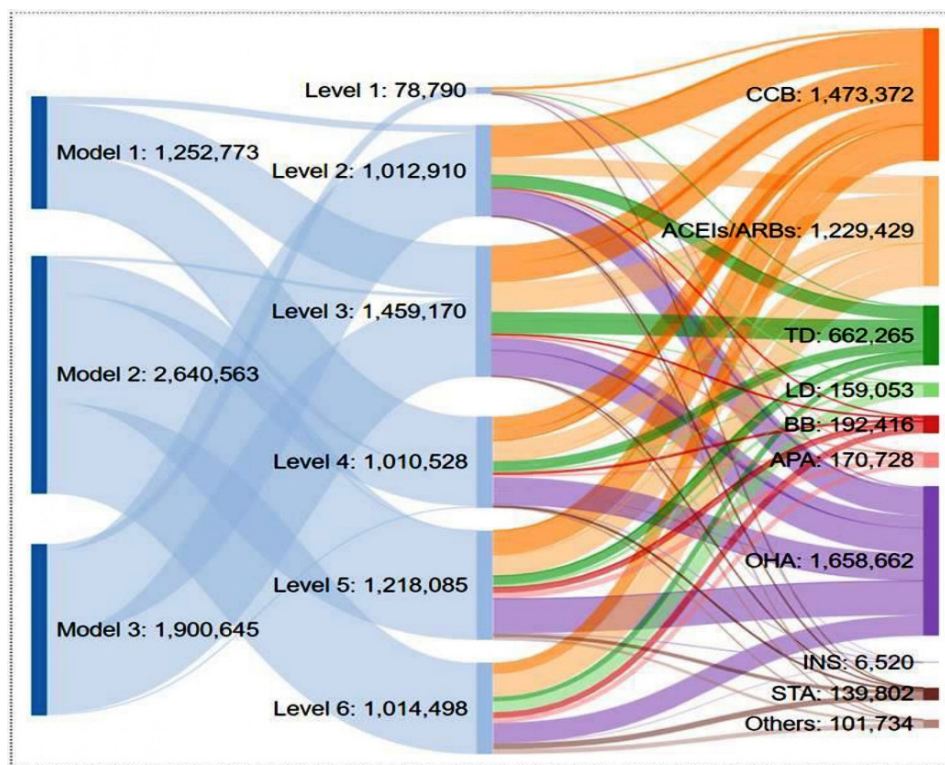 Model 1: 1,252,773
Model 2: 2,640,563
Model 3: 1,900,645
Level 1: 78,790
Level 2: 1,012,910
Level 3: 1,459,170
Level 4: 1,010,528
Level 5: 1,218,085
Level 6: 1,014,498
CCB: 1,473,372
ACEIs/ARBs: 1,229,429
TD: 662,265
LD: 159,053
BB: 192,416
APA: 170,728
OHA: 1,658,662
INS: 6,520
STA: 139,802
Others: 101,734